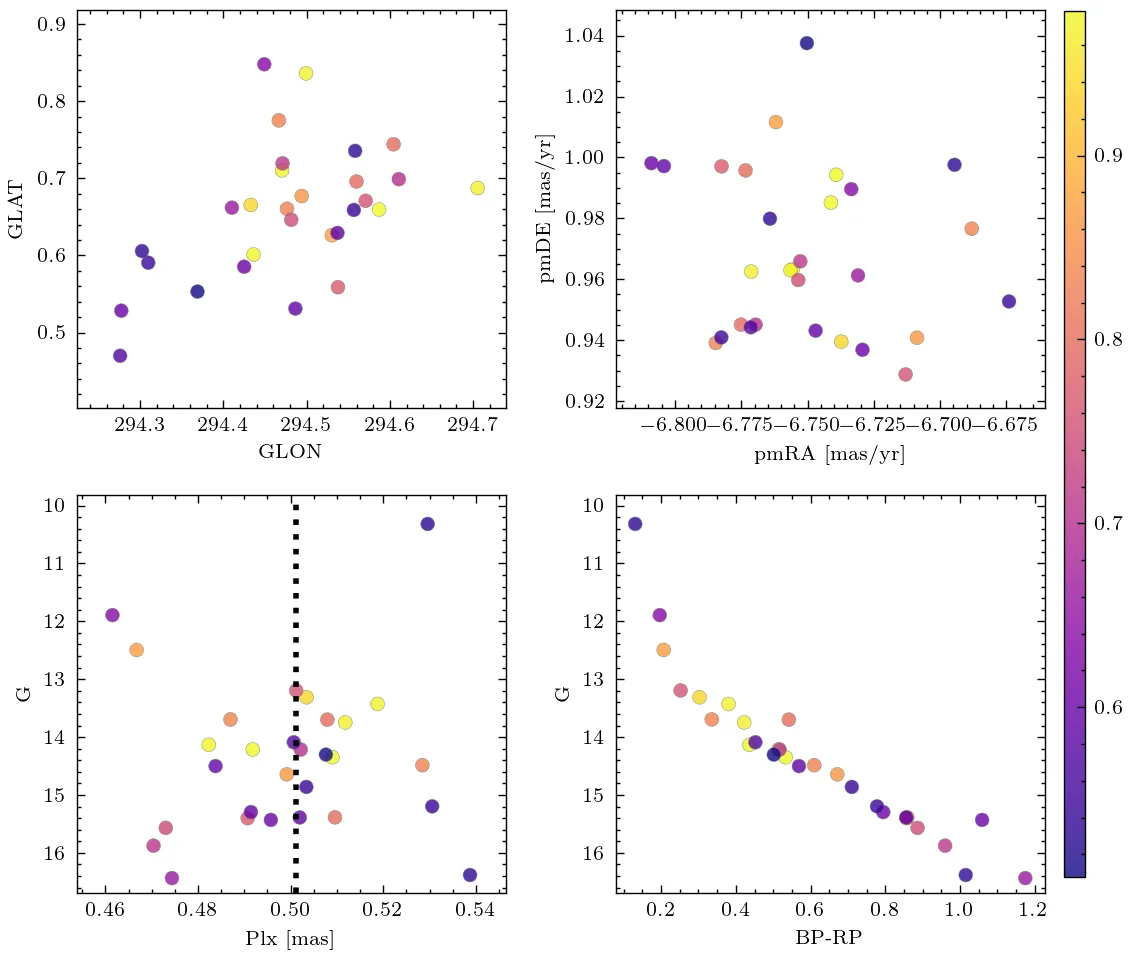 0.9
0.8
0.7
0.6
0.5
GLAT
294.3 294.4 294.5 294.6 294.7
GLON
1.04
1.02
1.00
0.98
0.96
0.94
0.92
pmDE [mas/yr]
−6.800 −6.775 −6.750 −6.725 −6.700 −6.675
pmRA [mas/yr]
0.9
0.8
0.7
0.6
10
11
12
13
14
15
16
G
0.46 0.48 0.50 0.52 0.54
Plx [mas]
10
11
12
13
14
15
16
G
0.2 0.4 0.6 0.8 1.0 1.2
BP-RP